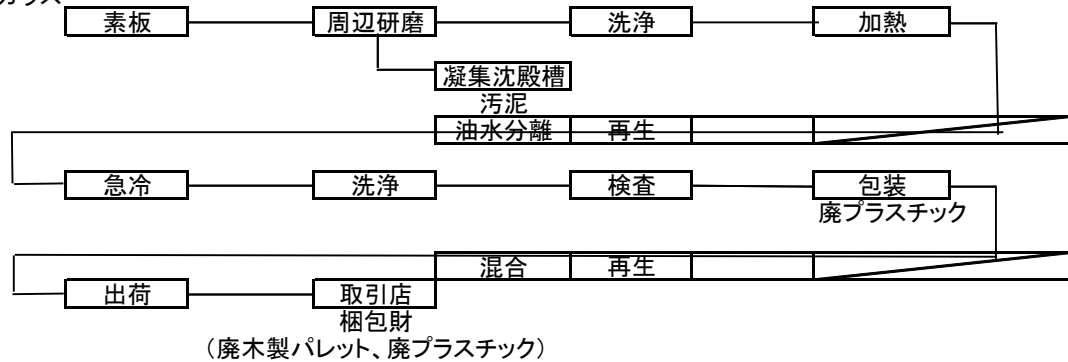 素板 周辺研磨 洗浄 加熱
凝集沈殿槽
汚泥
油水分離 再生
急冷 洗浄 検査 包装
廃プラスチック
混合 再生
出荷 取引店
梱包財
（廃木製パレット、廃プラスチック）